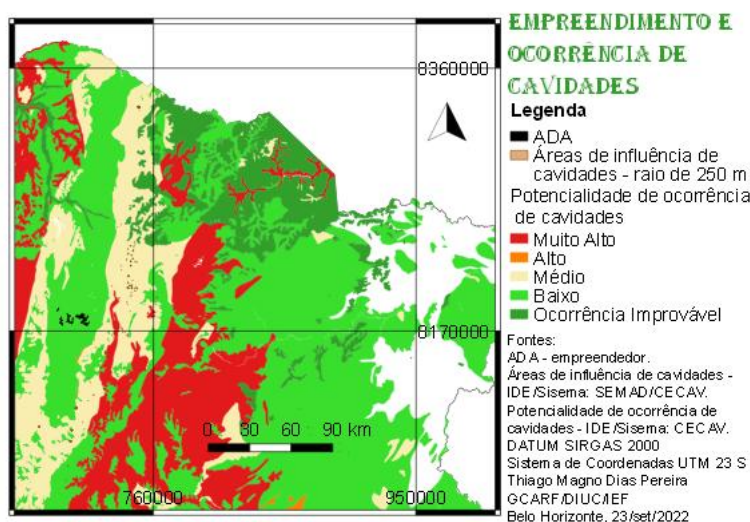 EMPREENDIMENTO E
OCORRÊNCIA DE
CAVIDADES
Legenda
ADA
Áreas de influência de
cavidades - raio de 250 m
Potencialidade de ocorrência
de cavidades
Muito Alto
Alto
Médio
Baixo
Ocorrência Improvável
Fontes:
ADA - empreendedor.
Áreas de influência de cavidades -
IDE/Sisema: SEMAD/CECAV.
Potencialidade de ocorrência de
cavidades - IDE/Sisema: CECAV.
DATUM SIRGAS 2000
Sistema de Coordenadas UTM 23 S
Thiago Magno Dias Pereira
GCARF/DIUC/IEF
Belo Horizonte, 23/set/2022
8360000
8170000
0 30 60 90 km
760000 950000